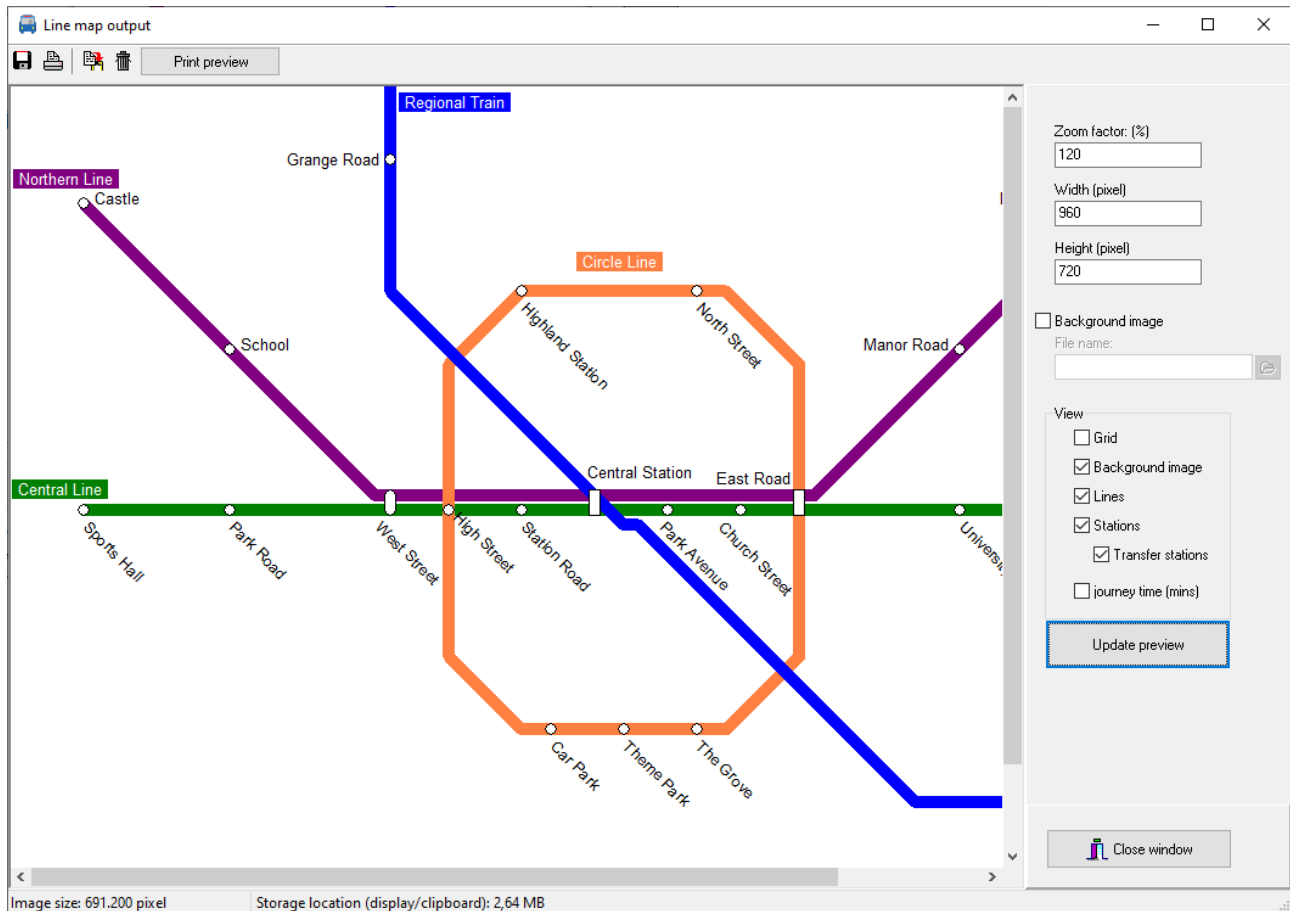 Line map output
Print preview
Regional Train
Grange Road
Northern Line
Castle
Circle Line
Highland Station
North Street
School
Manor Road
Central Station
East Road
Central Line
Sports Hall
Park Road
West Street
High Street
Station Road
Park Avenue
Church Street
Car Park
Theme Park
The Grove
Zoom factor: (%)
120
Width (pixel)
960
Height (pixel)
720
Background image
File name:
View
Grid
Background image
Lines
Stations
Transfer stations
journey time (mins)
Update preview
Close window
Image size: 691.200 pixel
Storage location (display/clipboard): 2,64 MB